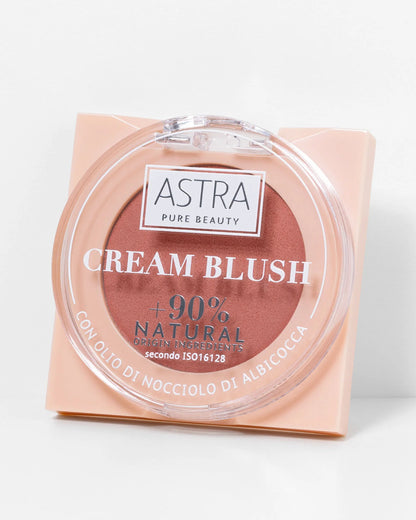 ASTRA
PURE BEAUTY
CREAM BLUSH
+90%
NATURAL
ORIGIN INGREDIENTS
secondo ISO16128
CON OLIO DI NOCCIOLO DI ALBICOCCA